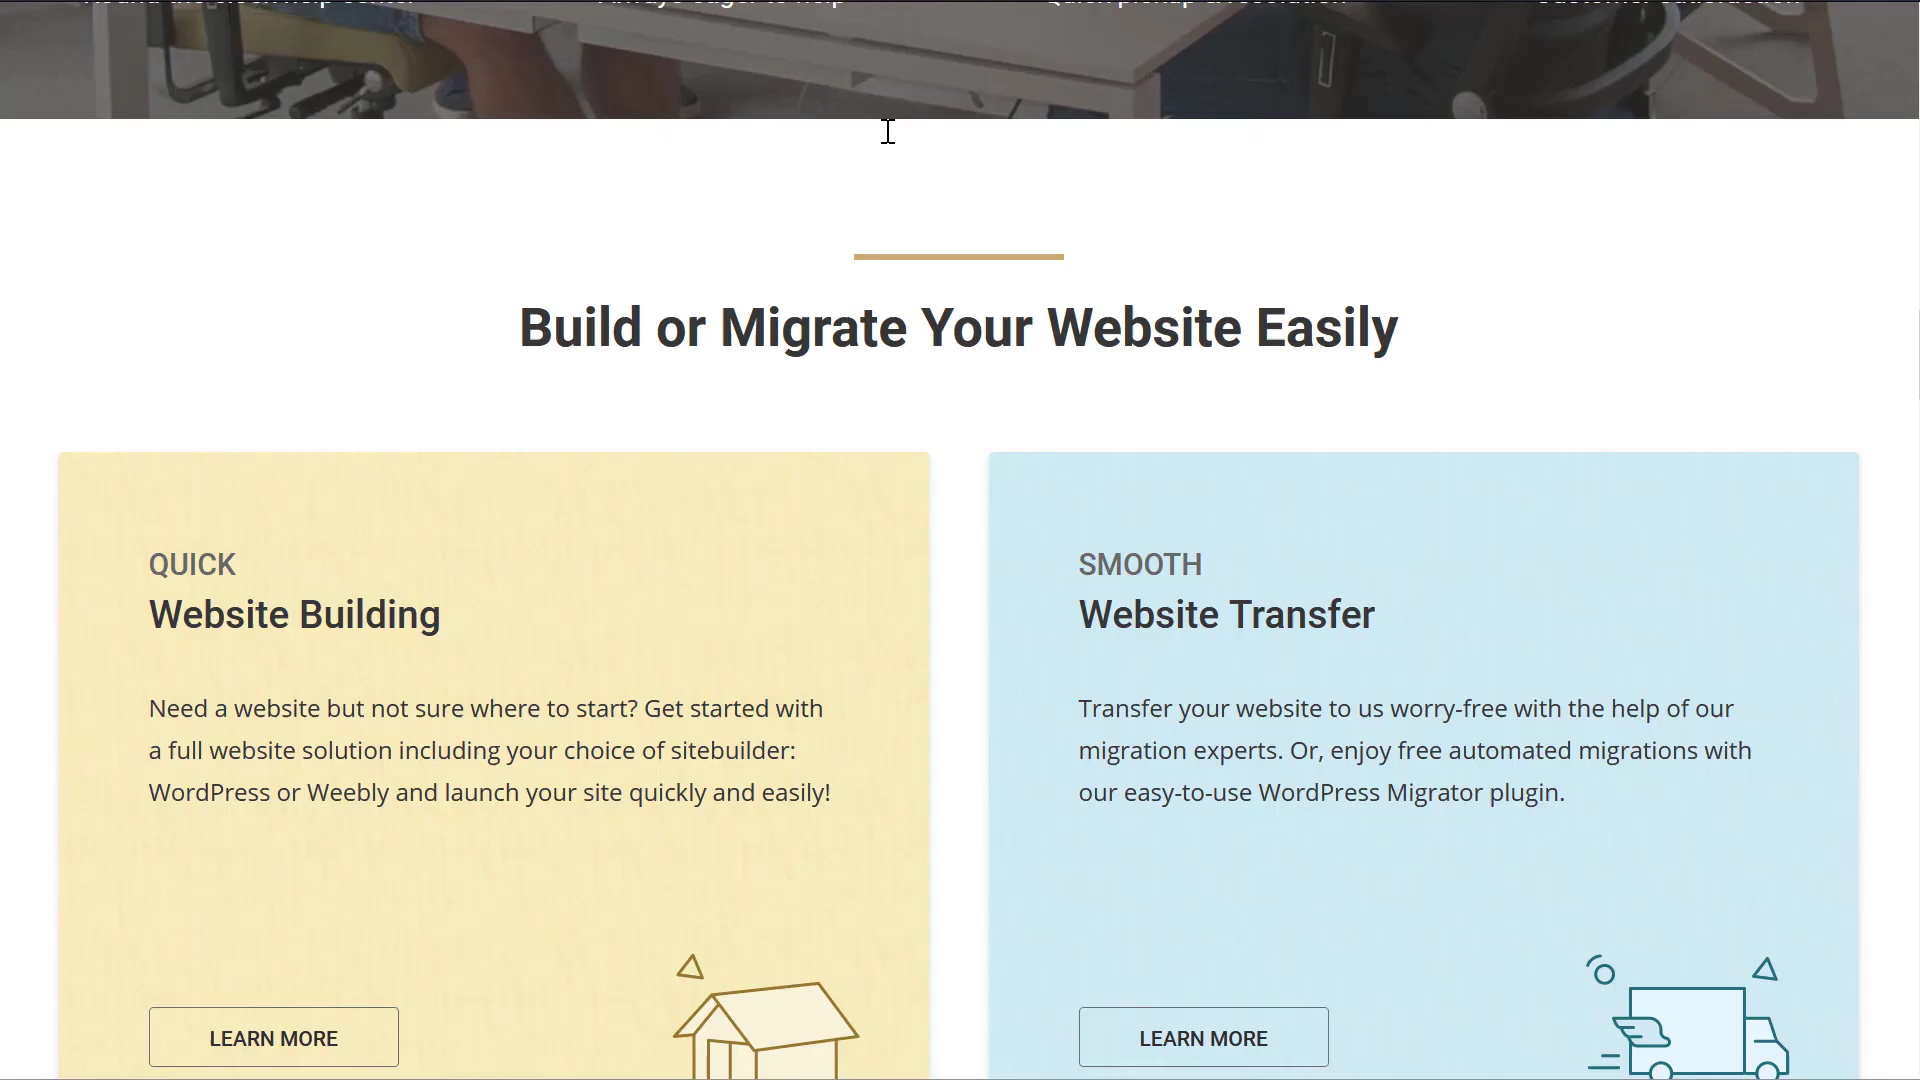 Build or Migrate Your Website Easily
QUICK
Website Building
Need a website but not sure where to start? Get started with
a full website solution including your choice of sitebuilder:
WordPress or Weebly and launch your site quickly and easily!
LEARN MORE
SMOOTH
Website Transfer
Transfer your website to us worry-free with the help of our
migration experts. Or, enjoy free automated migrations with
our easy-to-use WordPress Migrator plugin.
LEARN MORE